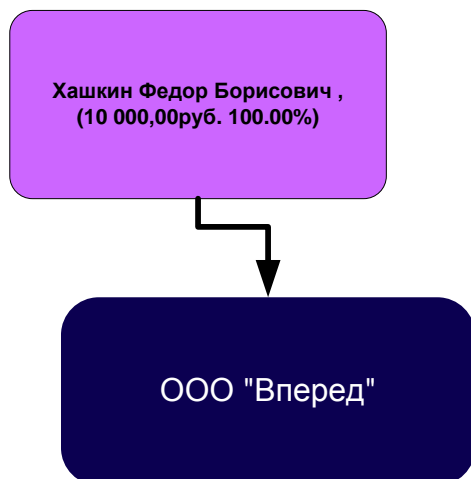 Хашкин Федор Борисович ,
(10 000,00руб. 100.00%)
ООО "Вперед"